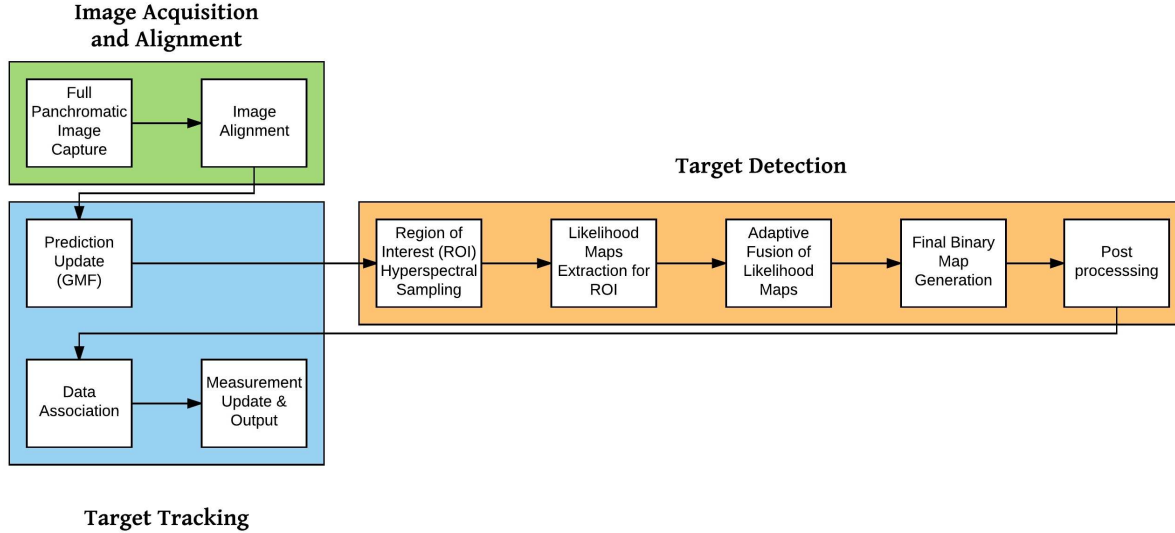 Image Acquisition
and Alignment
Full
Panchromatic
Image
Capture
Image
Alignment
Target Detection
Prediction
Update
(GMF)
Region of
Interest (ROI)
Hyperspectral
Sampling
Likelihood
Maps
Extraction for
ROI
Adaptive
Fusion of
Likelihood
Maps
Final Binary
Map
Generation
Post
processsing
Data
Association
Measurement
Update &
Output
Target Tracking